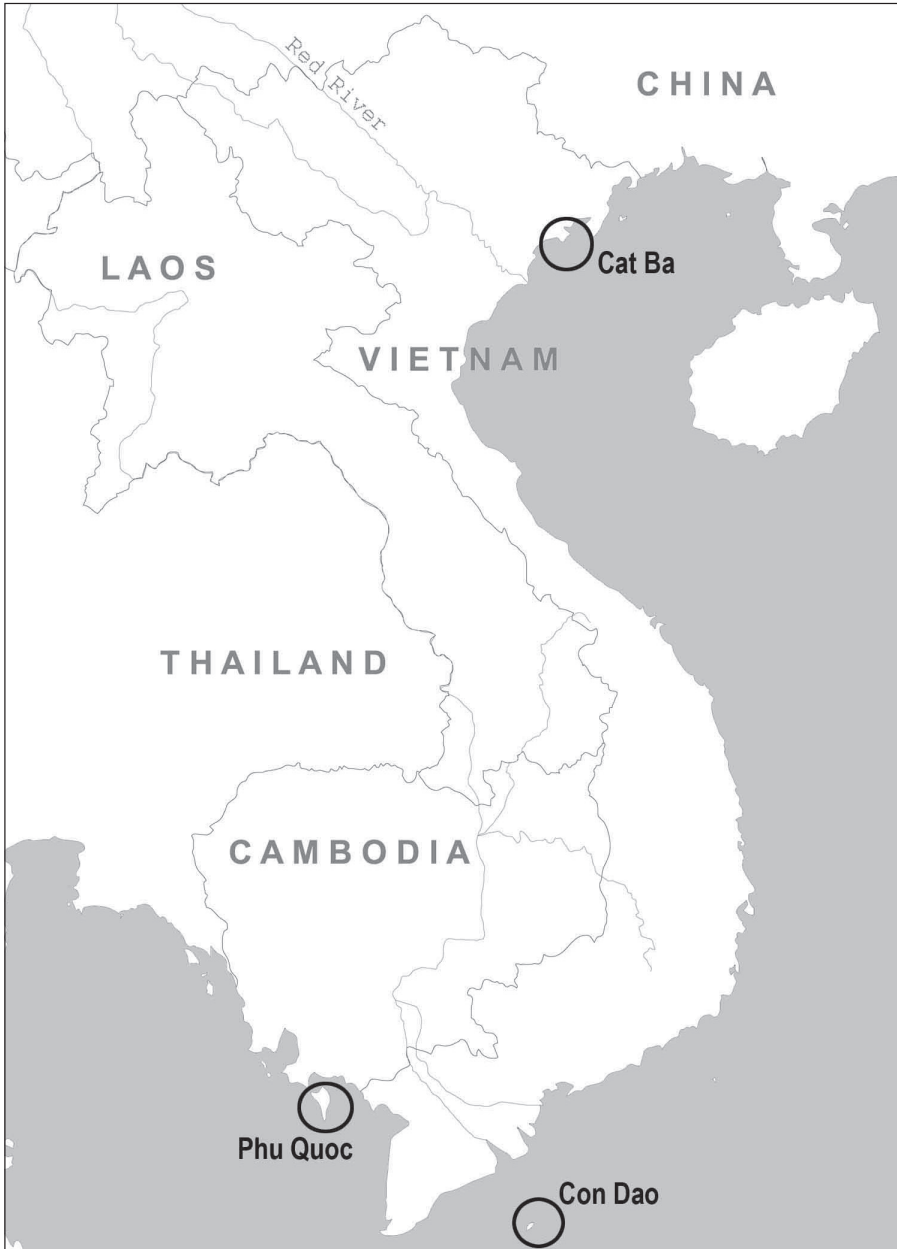 Red River
CHINA
Cat Ba
LAOS
VIETNAM
THAILAND
CAMBODIA
Phu Quoc
Con Dao